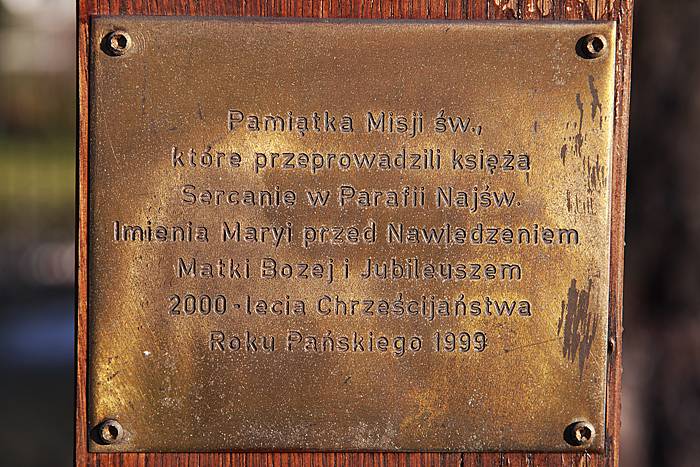 Pamiątka Misji św.,
które przeprowadzili księża
Sercanie w Parafii Najśw.
Imienia Maryi przed Nawiedzeniem
Matki Bożej i Jubileuszem
2000-lecia Chrześcijaństwa
Roku Pańskiego 1999